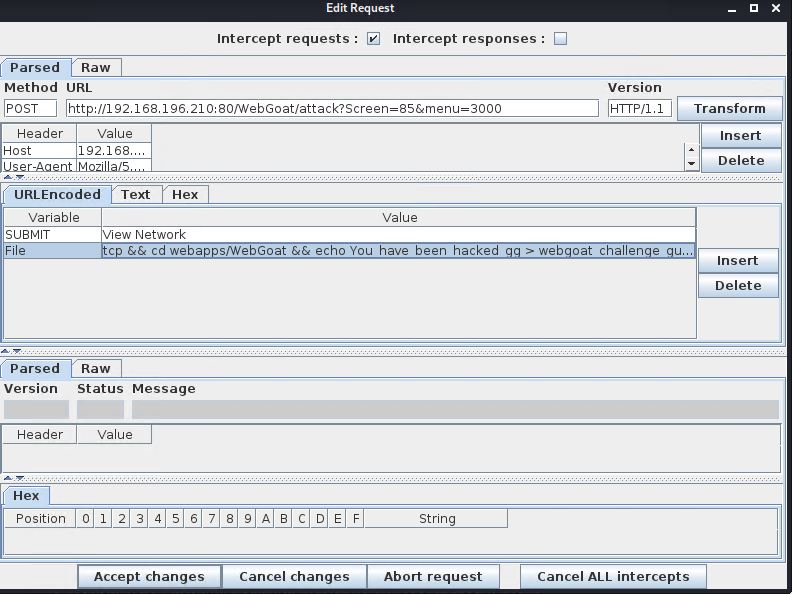 Edit Request
Intercept requests : Intercept responses :
Parsed Raw
Method URL Version
POST http://192.168.196.210:80/WebGoat/attack?Screen=85&menu=3000 HTTP/1.1 Transform
Header Value Insert
Host 192.168....
User-Agent Mozilla/5.... Delete
URLEncoded Text Hex
Variable Value
SUBMIT View Network
File tcp && cd webapps/WebGoat && echo You have been hacked gg > webgoat_challenge_gu...
Insert
Delete
Parsed Raw
Version Status Message
Header Value
Hex
Position 0 1 2 3 4 5 6 7 8 9 A B C D E F String
Accept changes Cancel changes Abort request Cancel ALL intercepts